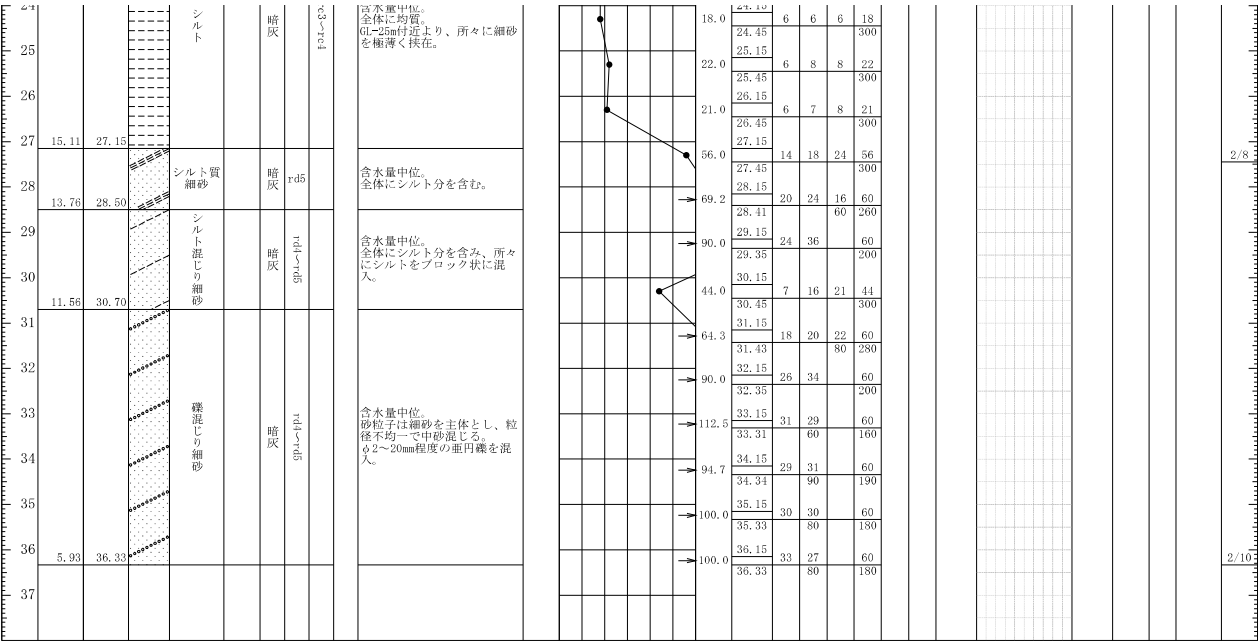 24
シルト
暗灰
rc3～rc4
含水量中位。
全体に均質。
GL-25m付近より、所々に細砂
を極薄く挟在。
18.0
24.15
24.45
6 6 6 18
300
25
22.0
25.15
25.45
6 8 8 22
300
26
21.0
26.15
26.45
6 7 8 21
300
27
15.11 27.15
56.0
27.15
27.45
14 18 24 56
300
2/8
シルト質
細砂
暗灰
rd5
含水量中位。
全体にシルト分を含む。
28
13.76 28.50
69.2
28.15
28.41
20 24 16 60
60 260
シルト混じり細砂
暗灰
rd4～rd5
含水量中位。
全体にシルト分を含み、所々
にシルトをブロック状に混
入。
29
90.0
29.15
29.35
24 36 60
200
30
11.56 30.70
44.0
30.15
30.45
7 16 21 44
300
31
64.3
31.15
31.43
18 20 22 60
80 280
32
90.0
32.15
32.35
26 34 60
200
礫混じり細砂
暗灰
rd4～rd5
含水量中位。
砂粒子は細砂を主体とし、粒
径不均一で中砂混じる。
φ2～20mm程度の亜円礫を混
入。
33
112.5
33.15
33.31
31 29 60
60 160
34
94.7
34.15
34.34
29 31 60
90 190
35
100.0
35.15
35.33
30 30 60
80 180
36
5.93 36.33
100.0
36.15
36.33
33 27 60
80 180
2/10
37